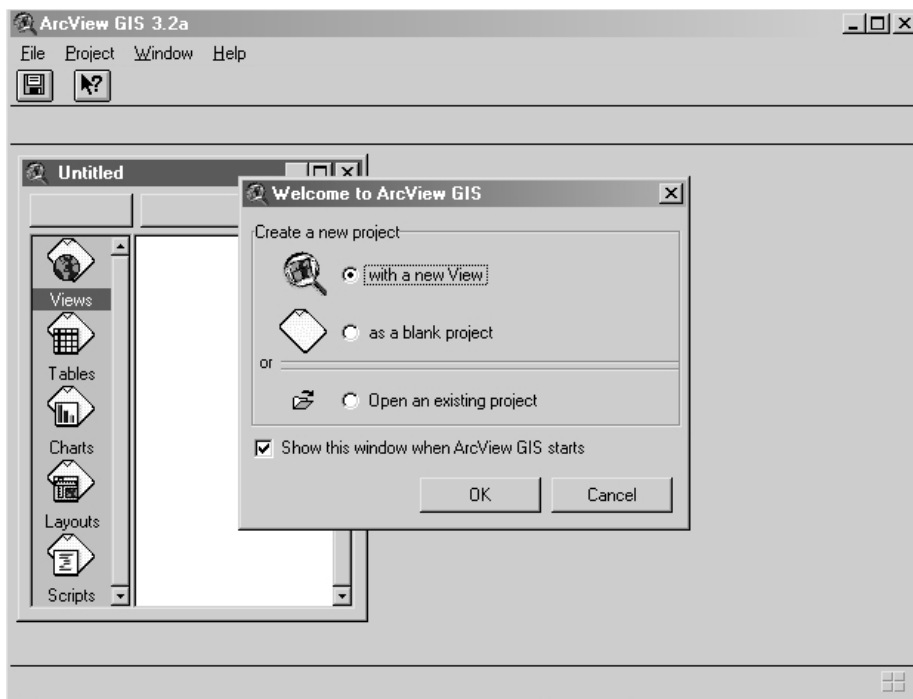 ArcView GIS 3.2a
File Project Window Help
Untitled
Welcome to ArcView GIS
Create a new project
with a new View
as a blank project
or
Open an existing project
Show this window when ArcView GIS starts
OK Cancel
Views
Tables
Charts
Layouts
Scripts